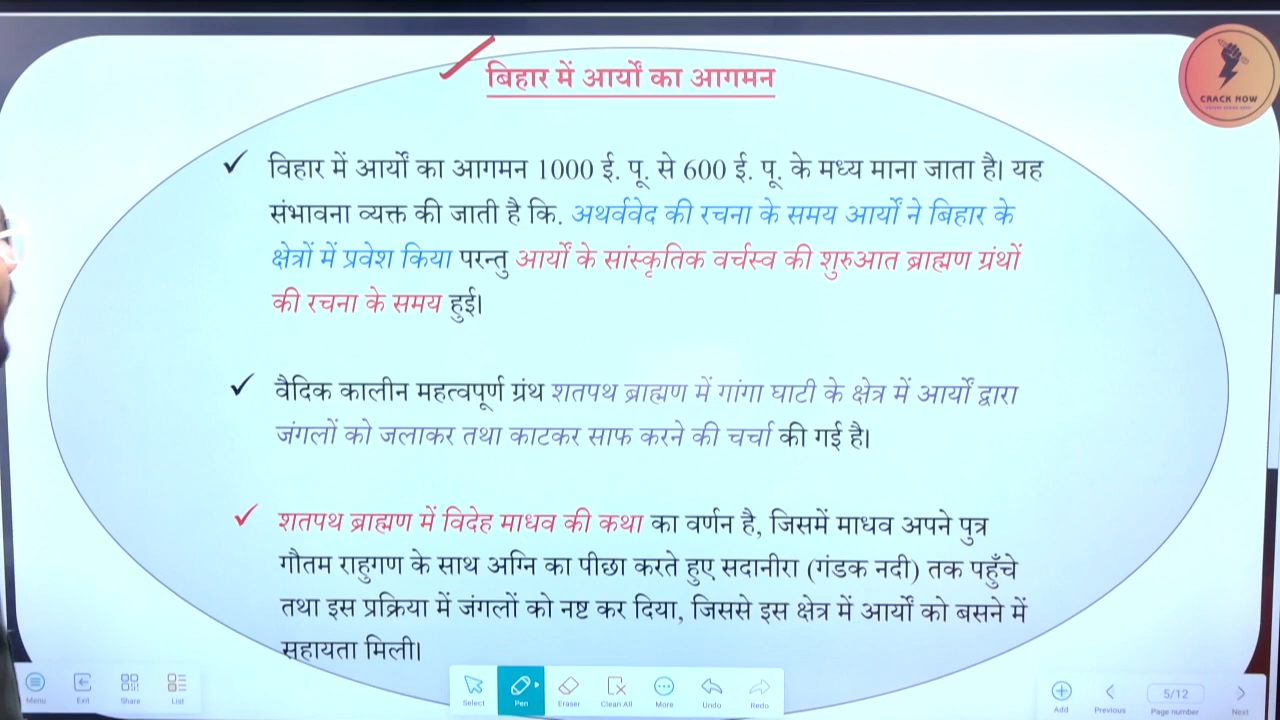 बिहार में आर्यों का आगमन
CRACK NOW
✓ विहार में आर्यों का आगमन 1000 ई. पू. से 600 ई. पू. के मध्य माना जाता है। यह
संभावना व्यक्त की जाती है कि. अथर्ववेद की रचना के समय आर्यों ने बिहार के
क्षेत्रों में प्रवेश किया परन्तु आर्यों के सांस्कृतिक वर्चस्व की शुरुआत ब्राह्मण ग्रंथों
की रचना के समय हुई।
✓ वैदिक कालीन महत्वपूर्ण ग्रंथ शतपथ ब्राह्मण में गांगा घाटी के क्षेत्र में आर्यों द्वारा
जंगलों को जलाकर तथा काटकर साफ करने की चर्चा की गई है।
✓ शतपथ ब्राह्मण में विदेह माधव की कथा का वर्णन है, जिसमें माधव अपने पुत्र
गौतम राहुगण के साथ अग्नि का पीछा करते हुए सदानीरा (गंडक नदी) तक पहुँचे
तथा इस प्रक्रिया में जंगलों को नष्ट कर दिया, जिससे इस क्षेत्र में आर्यों को बसने में
सहायता मिली।
Menu Exit Share List Select Pen Eraser Clean All More Undo Redo Add Previous 5/12 Page number Next